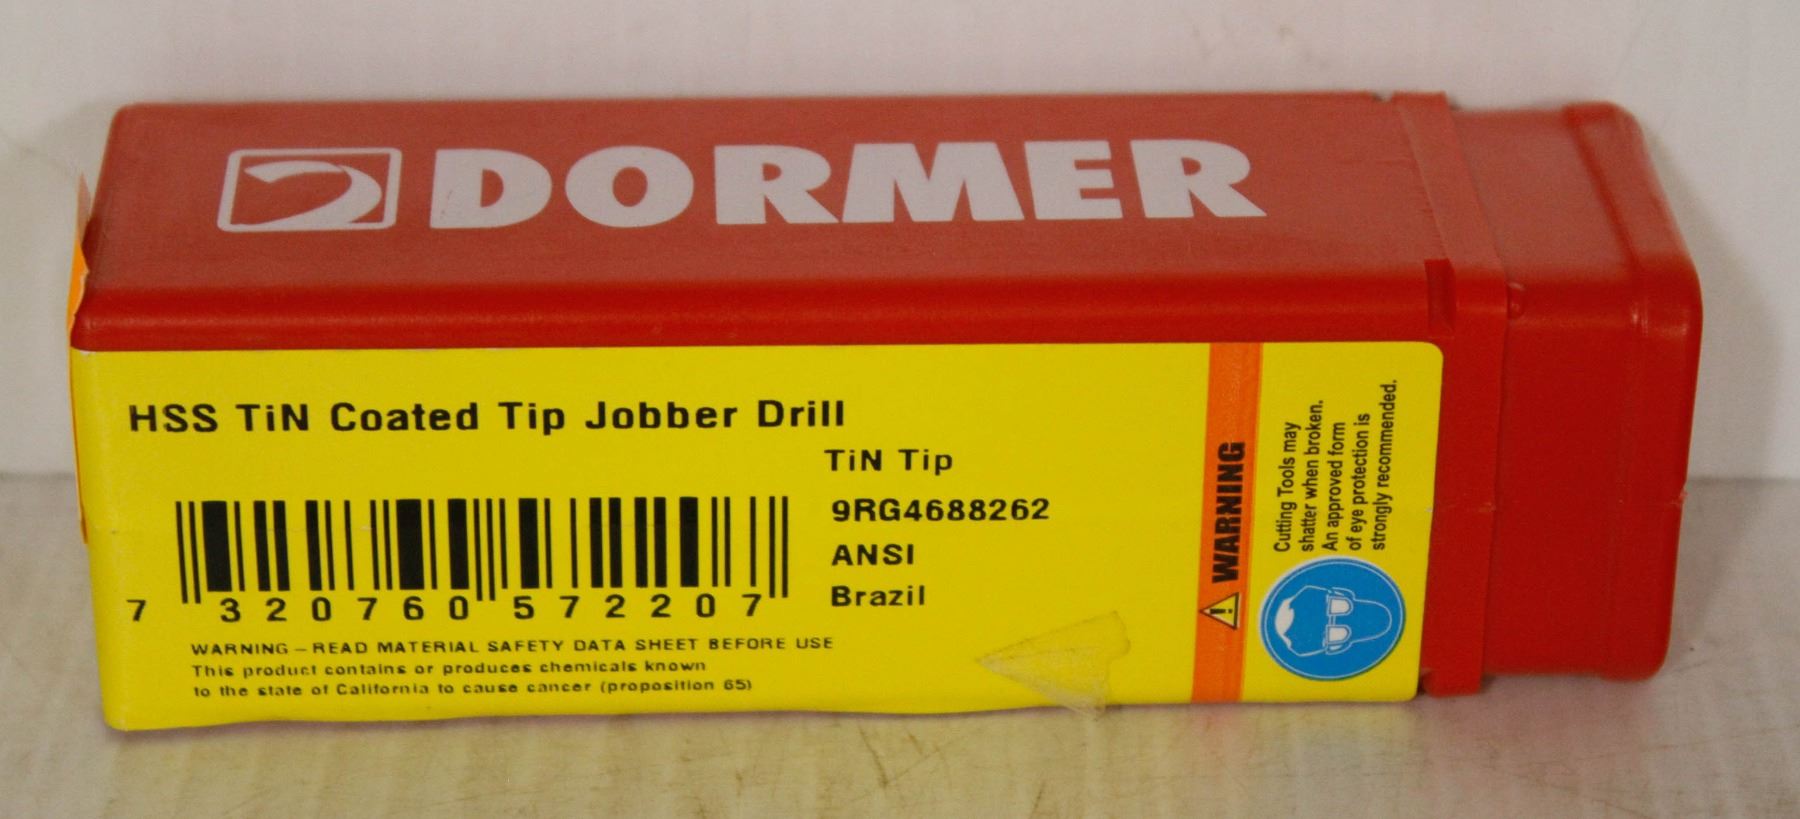 DORMER
HSS TiN Coated Tip Jobber Drill
TiN Tip
9RG4688262
ANSI
Brazil
7 320760 572207
WARNING – READ MATERIAL SAFETY DATA SHEET BEFORE USE
This product contains or produces chemicals known
to the state of California to cause cancer (proposition 65)
WARNING
Cutting Tools may
shatter when broken.
An approved form
of eye protection is
strongly recommended.